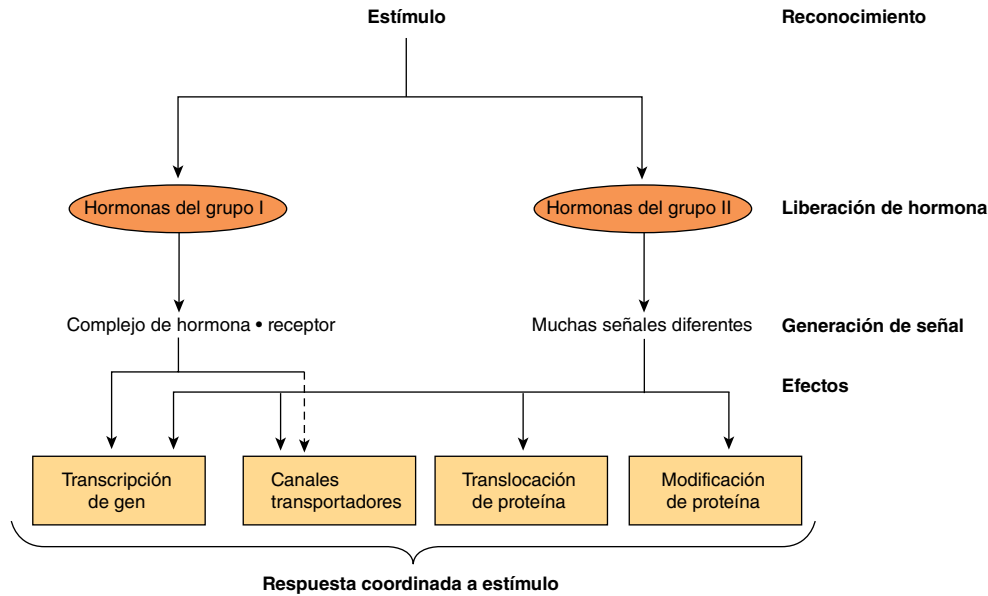 Estímulo
Reconocimiento
Hormonas del grupo I
Hormonas del grupo II
Liberación de hormona
Complejo de hormona • receptor
Muchas señales diferentes
Generación de señal
Efectos
Transcripción
de gen
Canales
transportadores
Translocación
de proteína
Modificación
de proteína
Respuesta coordinada a estímulo